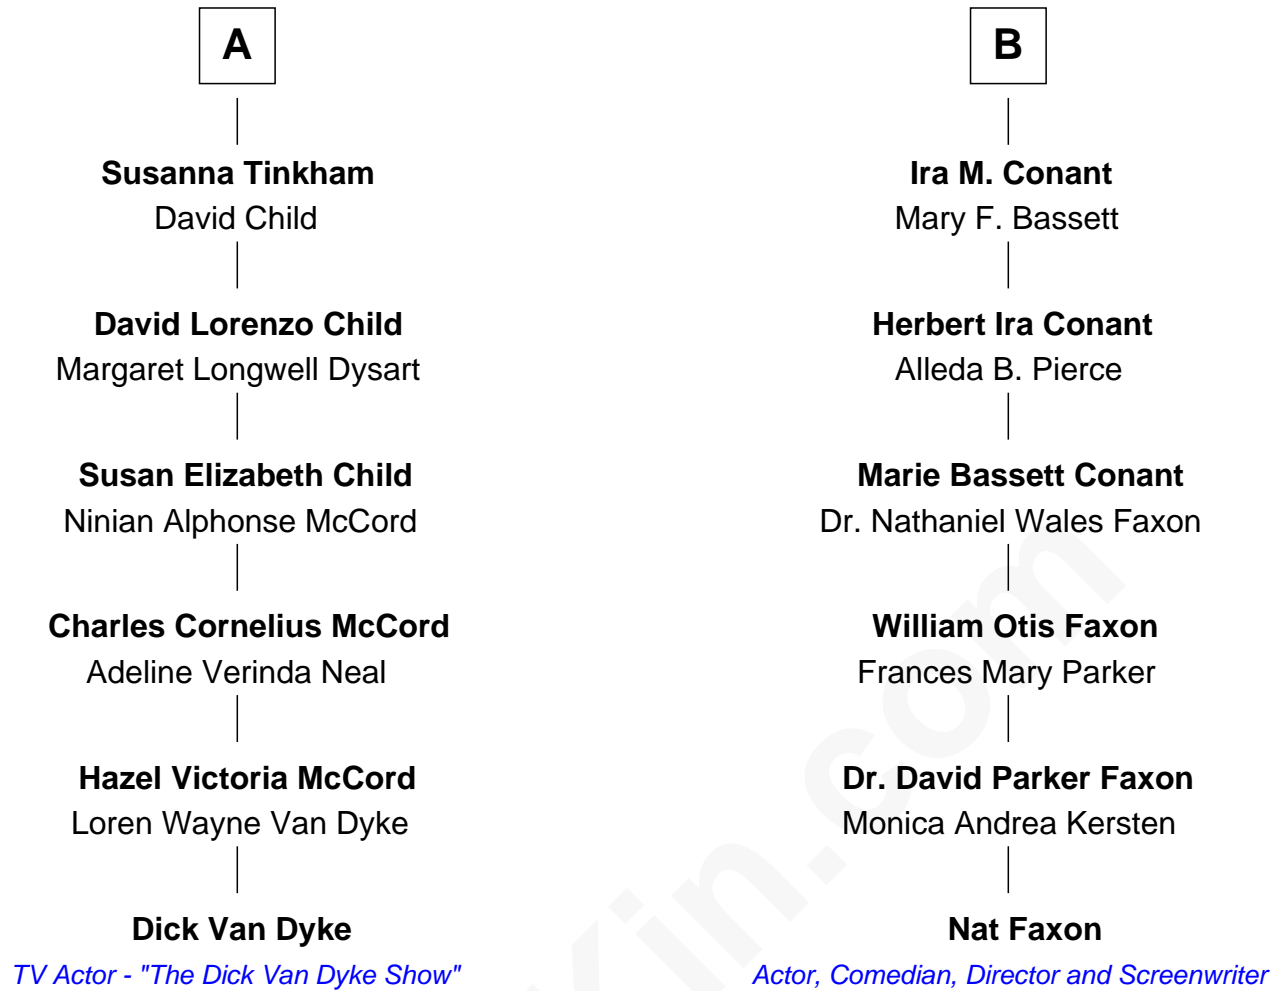 A
Susanna Tinkham
David Child
David Lorenzo Child
Margaret Longwell Dysart
Susan Elizabeth Child
Ninian Alphonse McCord
Charles Cornelius McCord
Adeline Verinda Neal
Hazel Victoria McCord
Loren Wayne Van Dyke
Dick Van Dyke
TV Actor - "The Dick Van Dyke Show"
B
Ira M. Conant
Mary F. Bassett
Herbert Ira Conant
Alleda B. Pierce
Marie Bassett Conant
Dr. Nathaniel Wales Faxon
William Otis Faxon
Frances Mary Parker
Dr. David Parker Faxon
Monica Andrea Kersten
Nat Faxon
Actor, Comedian, Director and Screenwriter
Kin.com